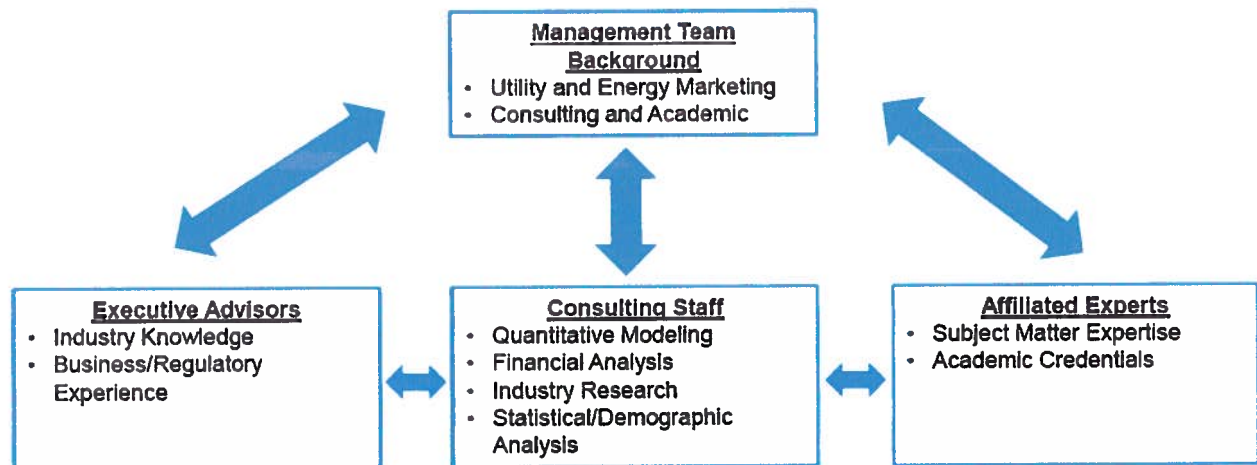 Management Team
Background
• Utility and Energy Marketing
• Consulting and Academic
Executive Advisors
• Industry Knowledge
• Business/Regulatory
Experience
Consulting Staff
• Quantitative Modeling
• Financial Analysis
• Industry Research
• Statistical/Demographic
Analysis
Affiliated Experts
• Subject Matter Expertise
• Academic Credentials